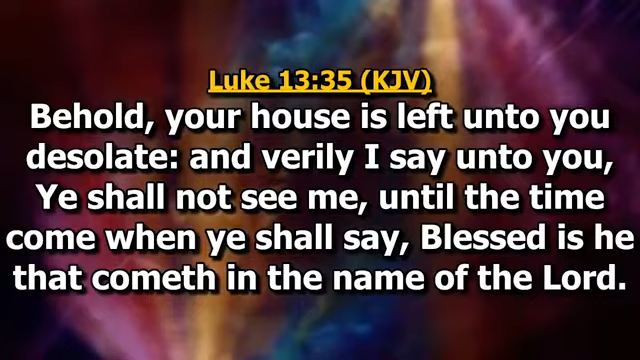 Luke 13:35 (KJV)
Behold, your house is left unto you
desolate: and verily I say unto you,
Ye shall not see me, until the time
come when ye shall say, Blessed is he
that cometh in the name of the Lord.